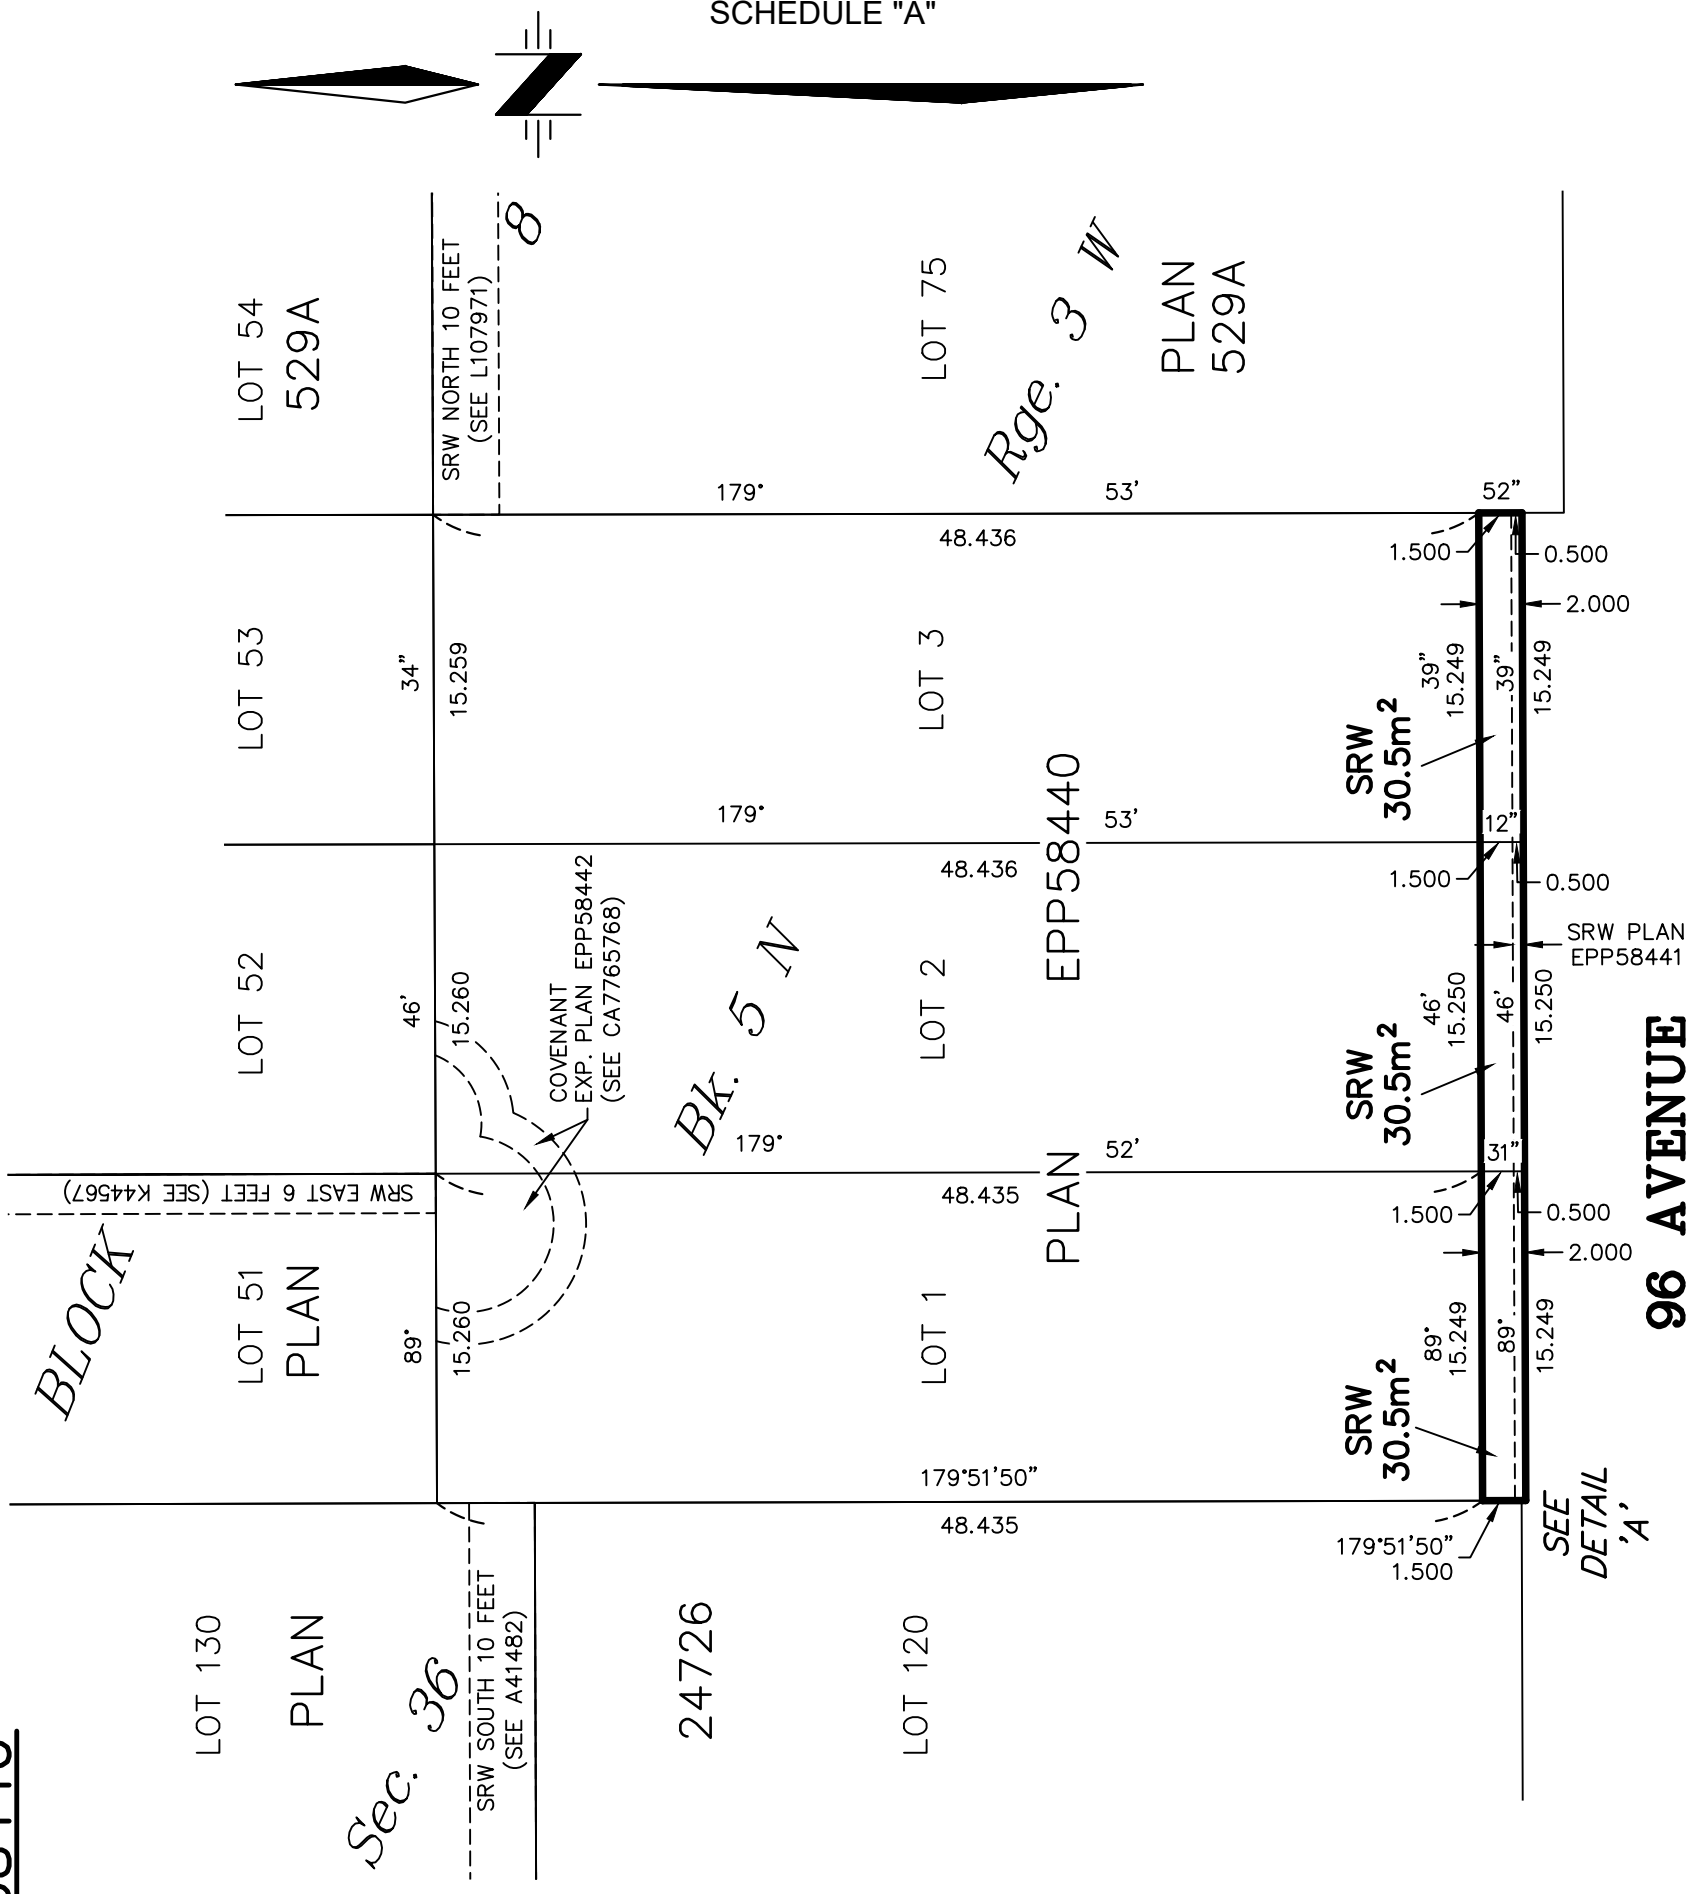 SCHEDULE "A"
N
LOT 130
PLAN
Sec. 36
SRW SOUTH 10 FEET
(SEE A41482)
24726
LOT 120
BLOCK
8
LOT 51
PLAN
SRW EAST 6 FEET (SEE K44567)
LOT 52
LOT 53
LOT 54
529A
SRW NORTH 10 FEET
(SEE L107971)
89°
46'
34"
15.260
15.260
15.259
COVENANT
EXP. PLAN EPP58442
(SEE CA7765768)
Bk. 5 N
Rge. 3 W
179°51'50"
48.435
179°
52'
48.435
179°
53'
48.436
179°
53'
48.436
LOT 1
LOT 2
LOT 3
LOT 75
PLAN
EPP58440
PLAN
529A
SRW
30.5m²
SRW
30.5m²
SRW
30.5m²
89°
15.249
46'
15.250
39"
15.249
179°51'50"
1.500
1.500
1.500
1.500
89°
31"
46'
12"
39"
52"
15.249
15.250
15.249
0.500
0.500
0.500
2.000
2.000
SRW PLAN
EPP58441
SEE
DETAIL
'A'
96 AVENUE